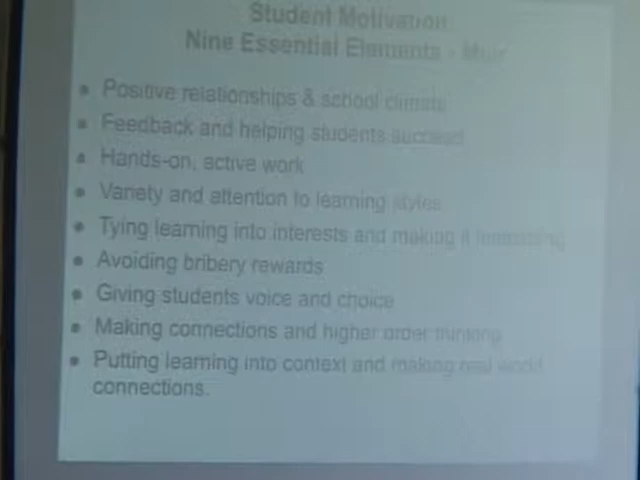 Student Motivation
Nine Essential Elements - Muir
• Positive relationships & school climate
• Feedback and helping students succeed
• Hands-on, active work
• Variety and attention to learning styles
• Tying learning into interests and making it
• Avoiding bribery rewards
• Giving students voice and choice
• Making connections and higher order thinking
• Putting learning into context and making real world
connections.